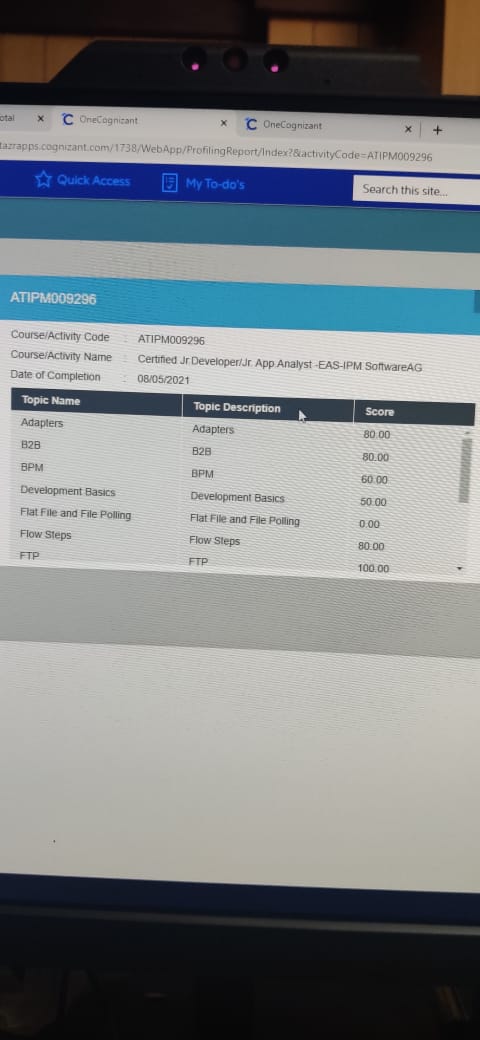 otal × OneCognizant × OneCognizant × +
tazrapps.cognizant.com/1738/WebApp/ProfilingReport/Index?&activityCode=ATIPM009296
Quick Access My To-do's Search this site...
ATIPM009296
Course/Activity Code : ATIPM009296
Course/Activity Name : Certified Jr.Developer/Jr. App.Analyst -EAS-IPM SoftwareAG
Date of Completion : 08/05/2021
Topic Name Topic Description Score
Adapters Adapters 80.00
B2B B2B 80.00
BPM BPM 60.00
Development Basics Development Basics 50.00
Flat File and File Polling Flat File and File Polling 0.00
Flow Steps Flow Steps 80.00
FTP FTP 100.00